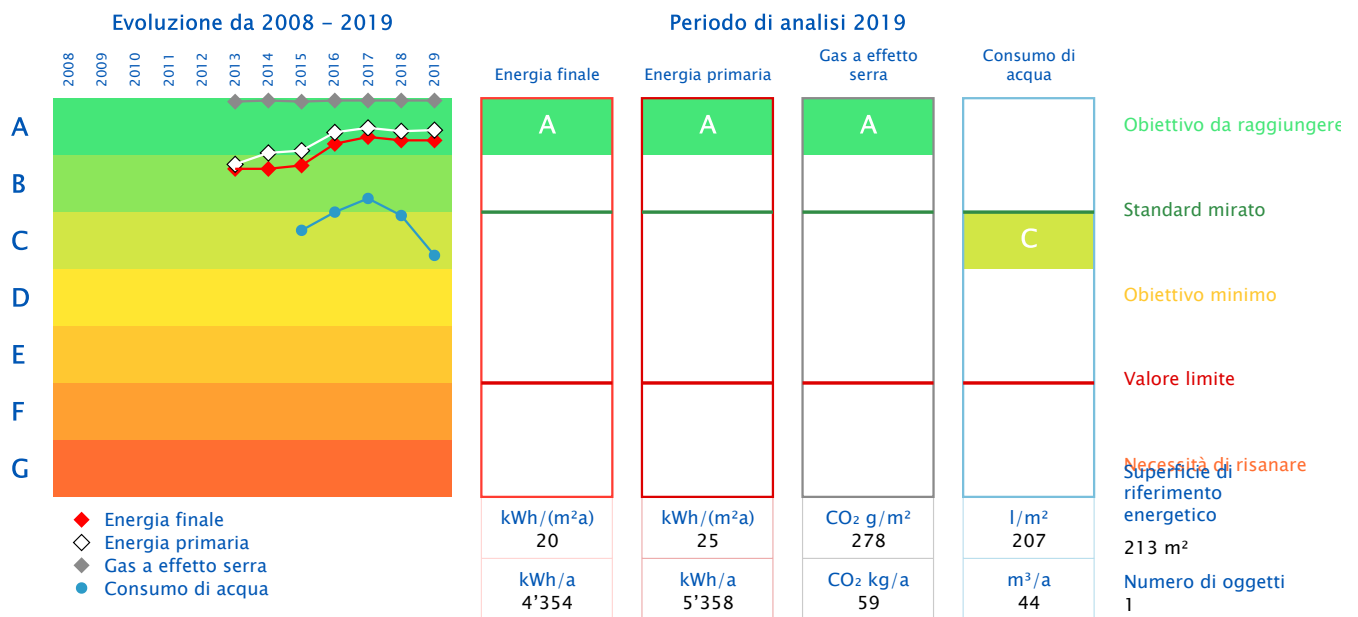 Evoluzione da 2008 – 2019
2008
2009
2010
2011
2012
2013
2014
2015
2016
2017
2018
2019
A
B
C
D
E
F
G
Energia finale
Energia primaria
Gas a effetto serra
Consumo di acqua
Periodo di analisi 2019
Energia finale
A
kWh/(m²a)
20
kWh/a
4’354
Energia primaria
A
kWh/(m²a)
25
kWh/a
5’358
Gas a effetto
serra
A
CO₂ g/m²
278
CO₂ kg/a
59
Consumo di
acqua
C
l/m²
207
m³/a
44
Obiettivo da raggiungere
Standard mirato
Obiettivo minimo
Valore limite
Necessità di risanare
Superficie di
riferimento
energetico
213 m²
Numero di oggetti
1